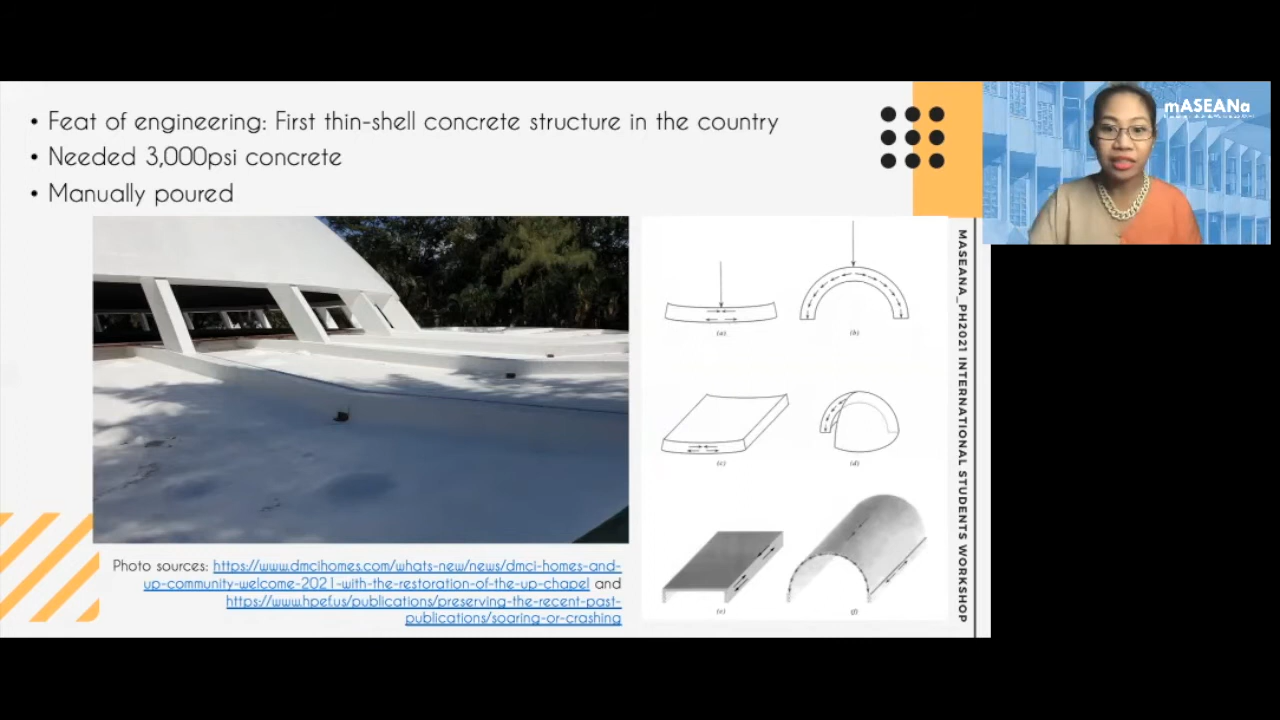 • Feat of engineering: First thin-shell concrete structure in the country
• Needed 3,000psi concrete
• Manually poured
mASEANa
(a)
(b)
(c)
(d)
(e)
(f)
Photo sources: https://www.dmcihomes.com/whats-new/news/dmci-homes-and-
up-community-welcome-2021-with-the-restoration-of-the-up-chapel and
https://www.hpef.us/publications/preserving-the-recent-past-
publications/soaring-or-crashing
MASEANA_PH2021 INTERNATIONAL STUDENTS WORKSHOP